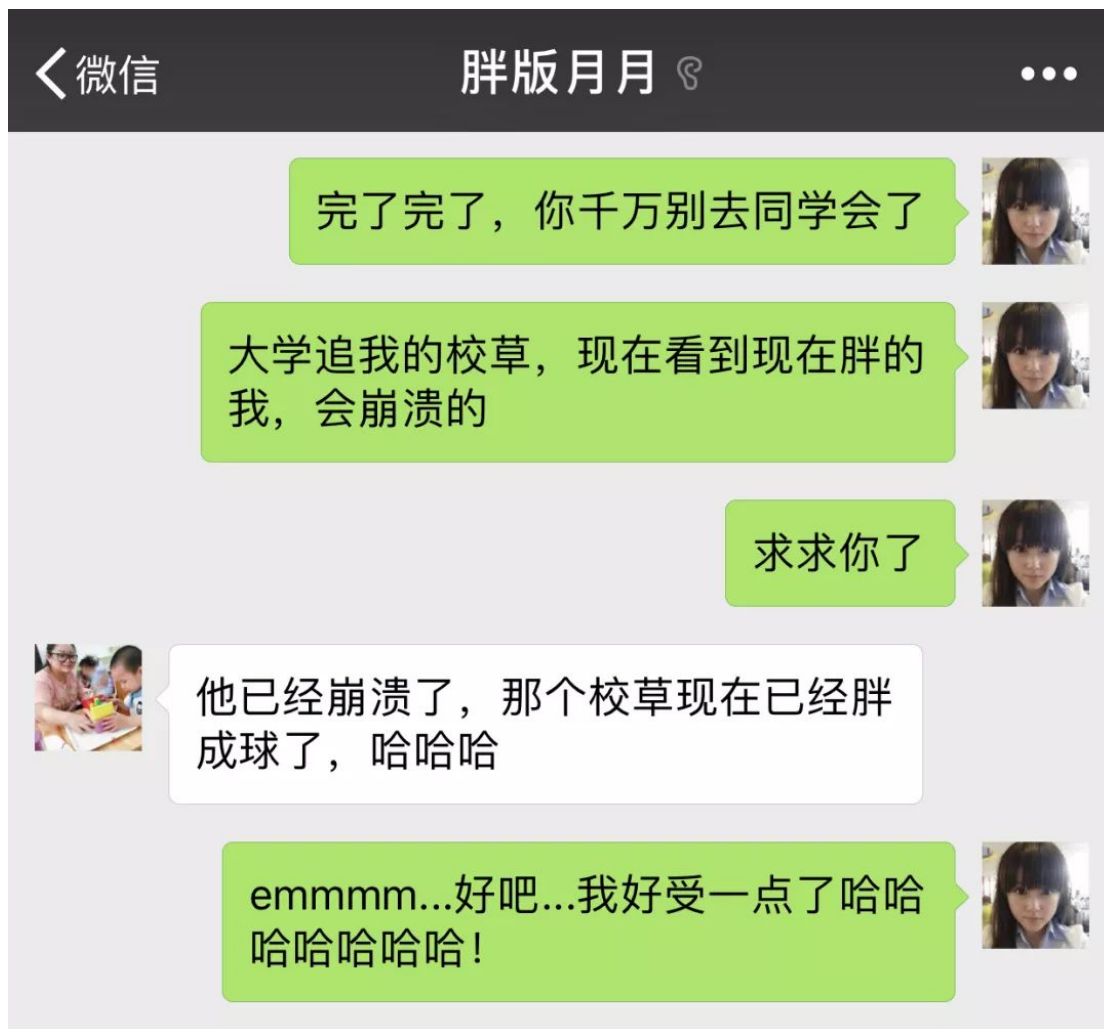 微信
胖版月月
完了完了，你千万别去同学会了
大学追我的校草，现在看到现在胖的
我，会崩溃的
求求你了
他已经崩溃了，那个校草现在已经胖
成球了，哈哈哈
emmmm...好吧...我好受一点了哈哈
哈哈哈哈哈！